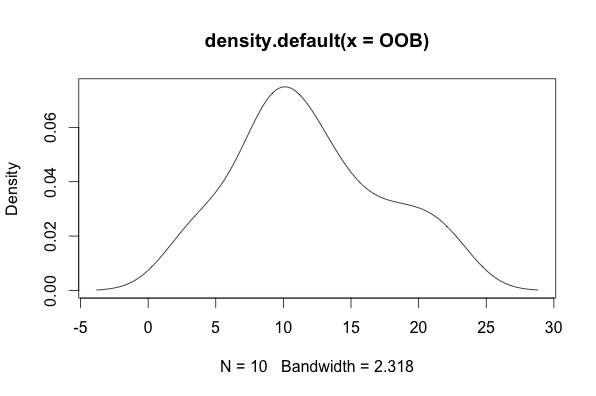 density.default(x = OOB)
Density
0.06
0.04
0.02
0.00
-5 0 5 10 15 20 25 30
N = 10 Bandwidth = 2.318